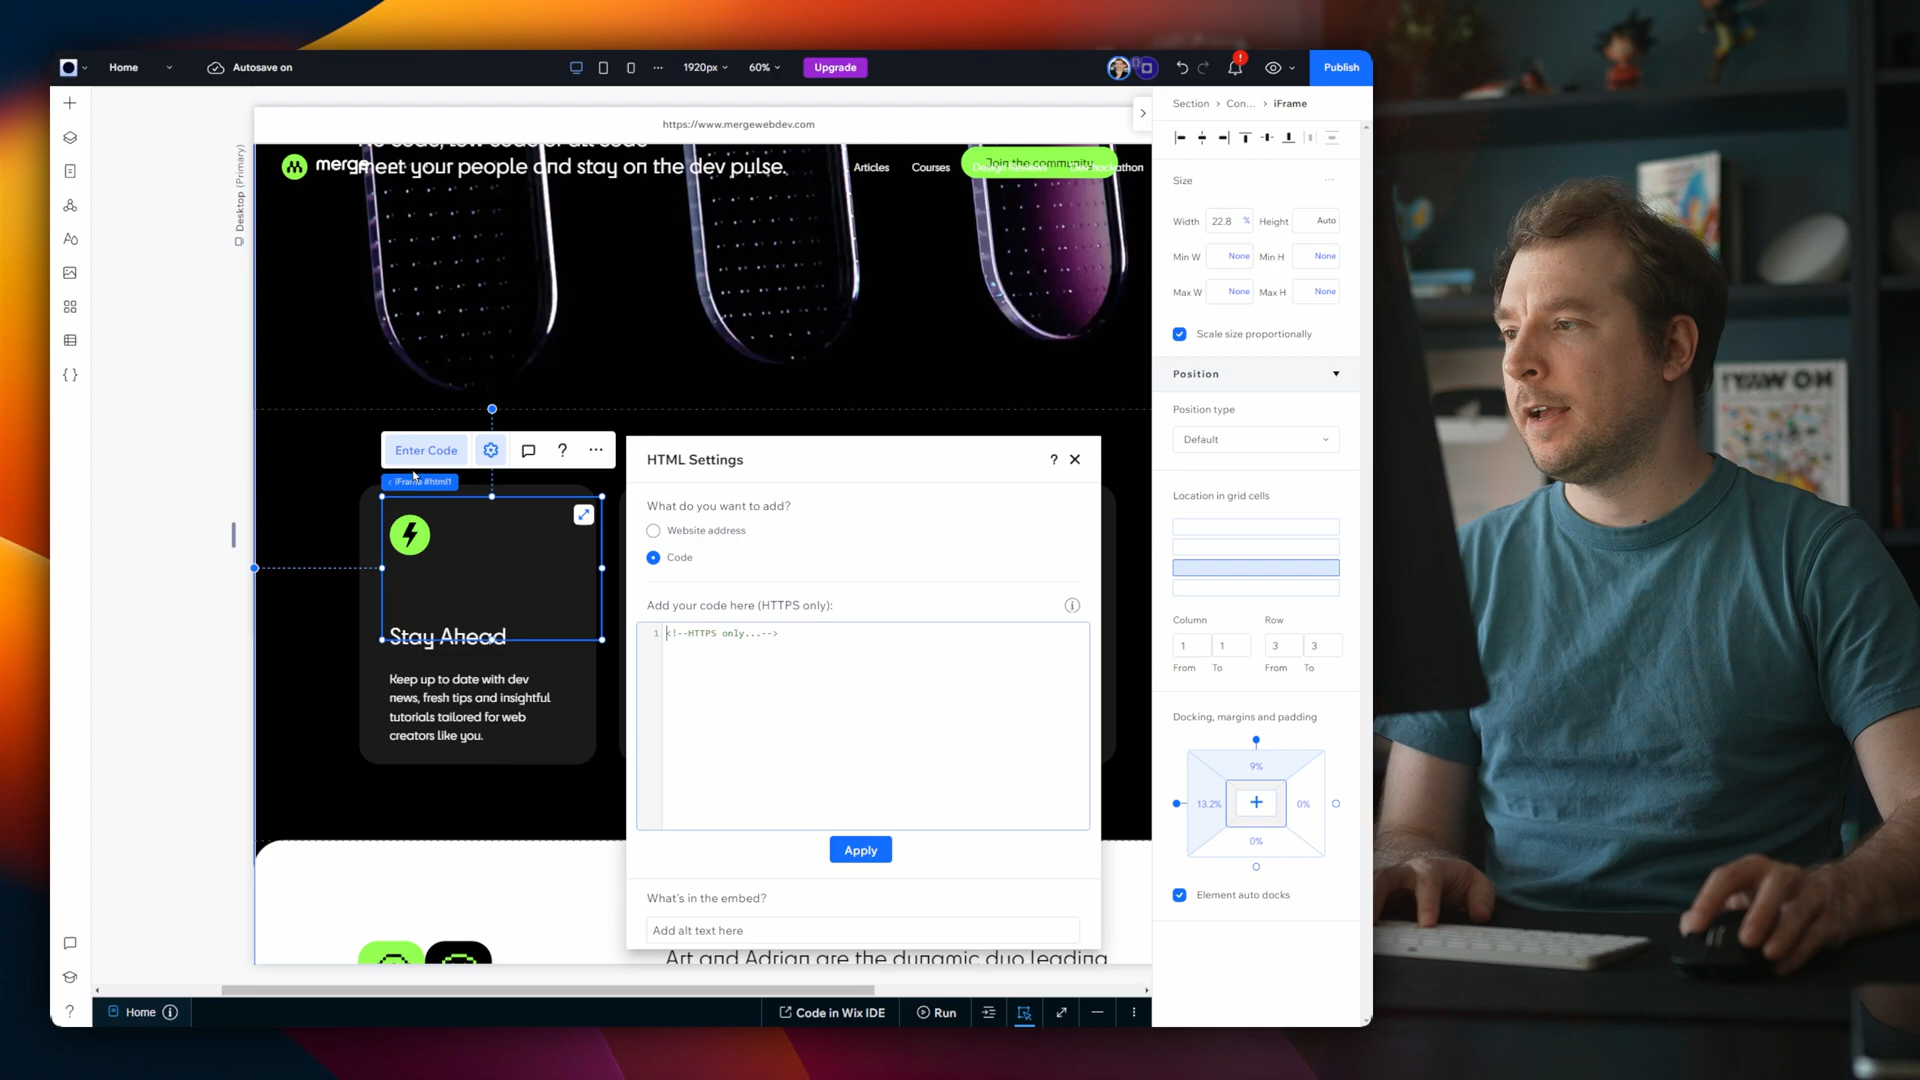 Home
Autosave on
1920px
60%
Upgrade
!
Publish
https://www.mergewebdev.com
Section > Con... > iFrame
Desktop (Primary)
merge
meet your people and stay on the dev pulse.
Articles
Courses
Join the community
Design Reviews
Dev hackathon
Size
Width
22.8 %
Height
Auto
Min W
None
Min H
None
Max W
None
Max H
None
Scale size proportionally
Position
Position type
Default
Location in grid cells
Column
Row
1
1
3
3
From
To
From
To
Docking, margins and padding
9%
13.2%
0%
0%
Element auto docks
Enter Code
?
< iFrame #html1
Stay Ahead
Keep up to date with dev
news, fresh tips and insightful
tutorials tailored for web
creators like you.
HTML Settings
?
What do you want to add?
Website address
Code
Add your code here (HTTPS only):
1
<!--HTTPS only...-->
Apply
What's in the embed?
Add alt text here
Art and Adrian are the dynamic duo leading
?
Home
Code in Wix IDE
Run